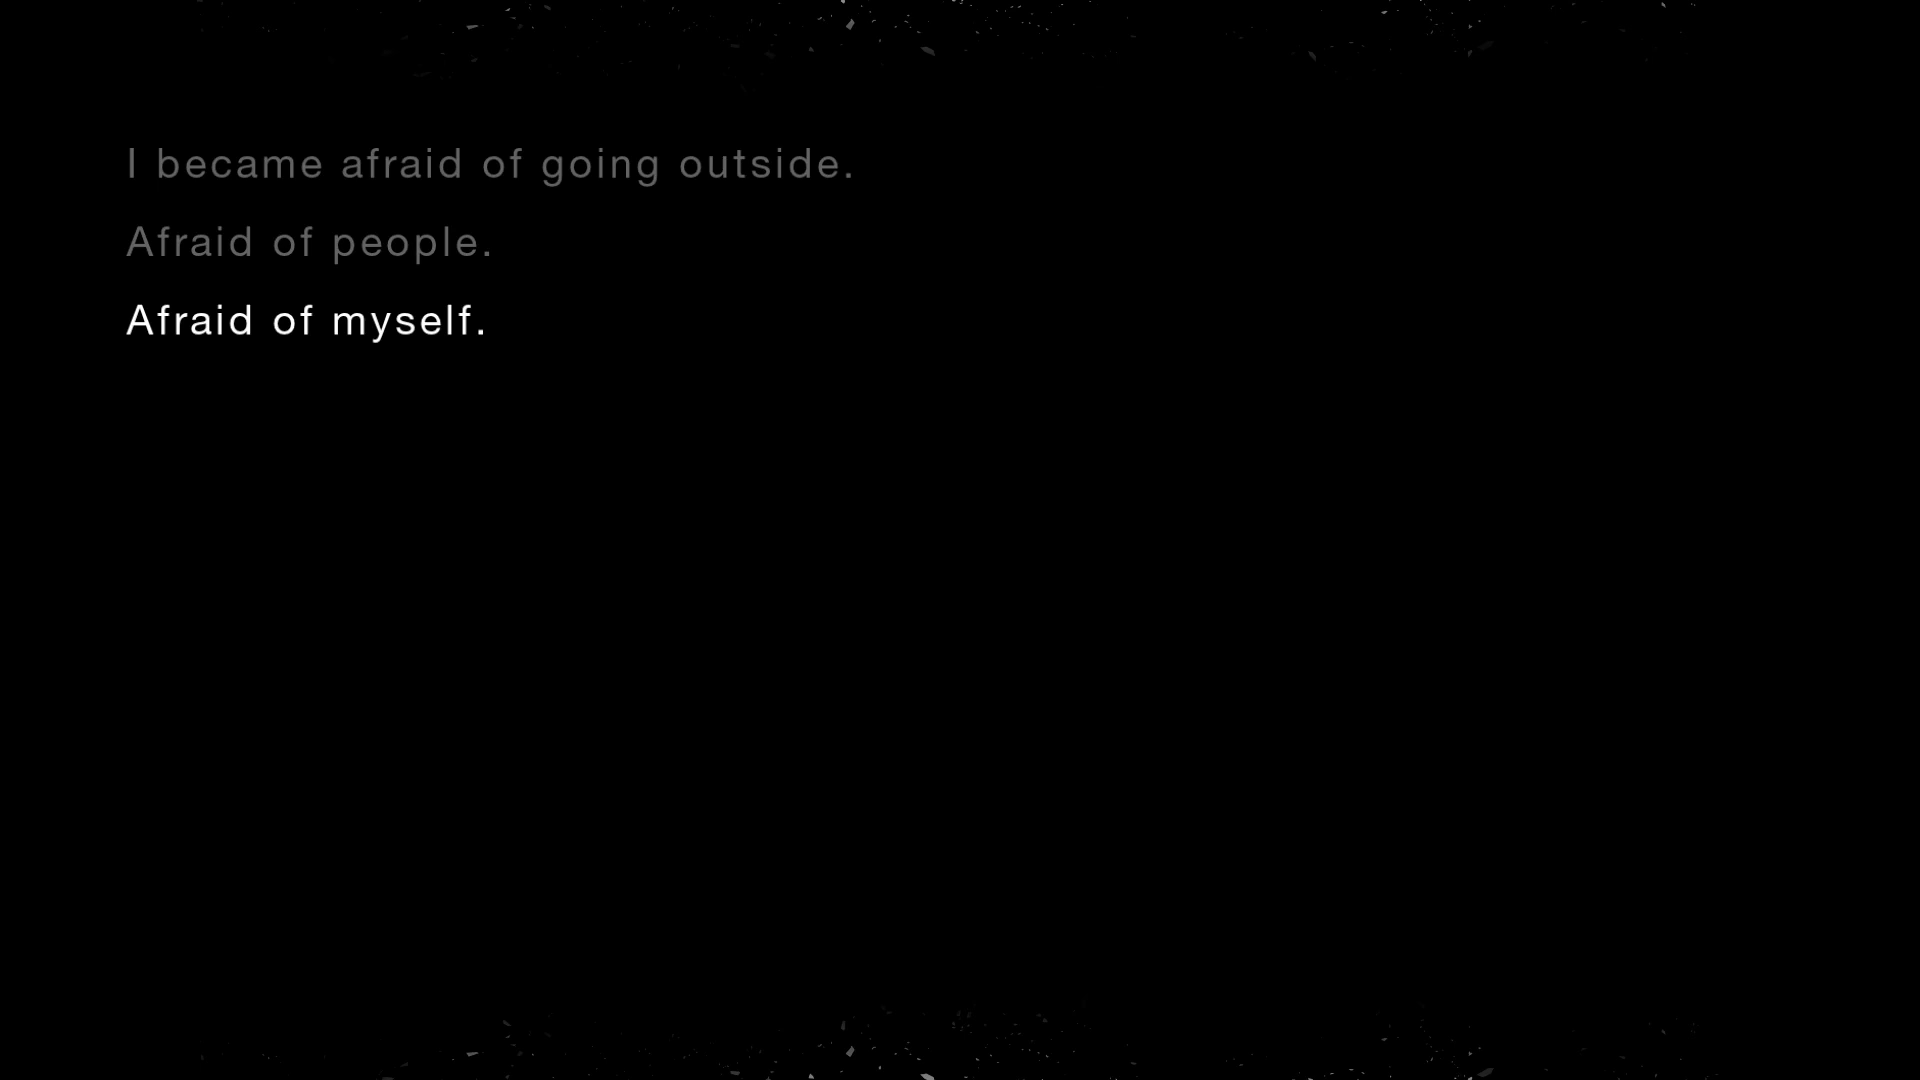 I became afraid of going outside.
Afraid of people.
Afraid of myself.